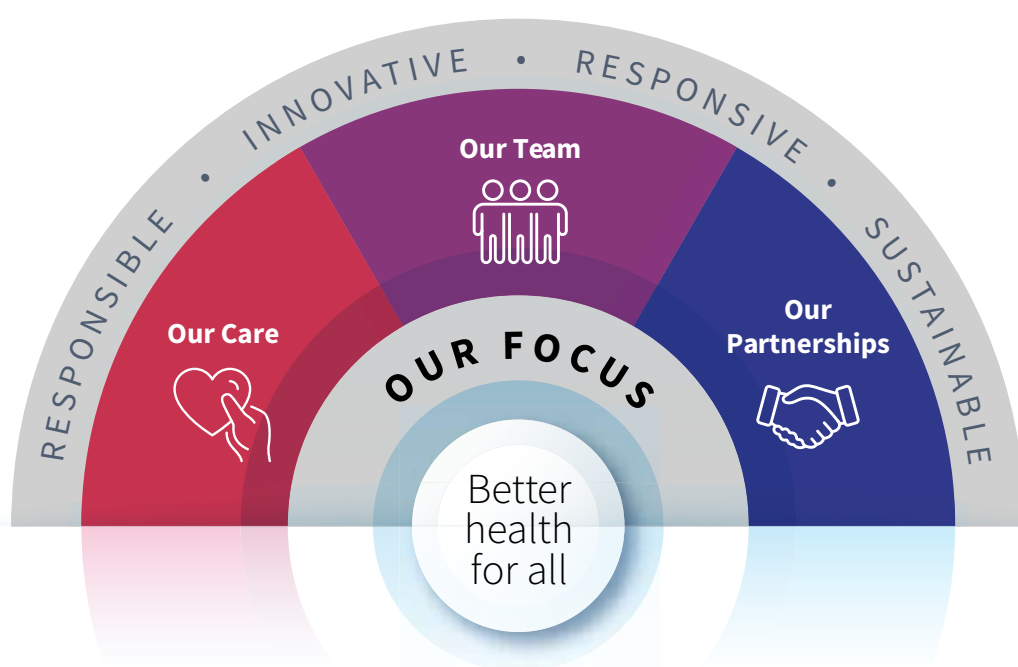 RESPONSIBLE • INNOVATIVE • RESPONSIVE • SUSTAINABLE
Our Team
Our Care
Our
Partnerships
OUR FOCUS
Better
health
for all